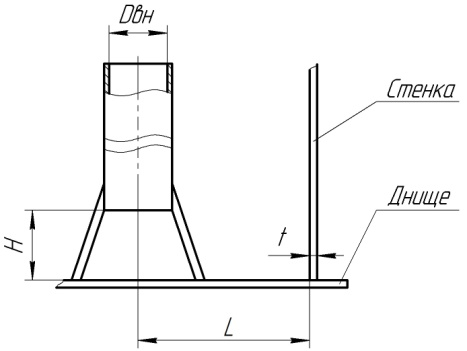 Dвн
Стенка
Днище
H
t
L